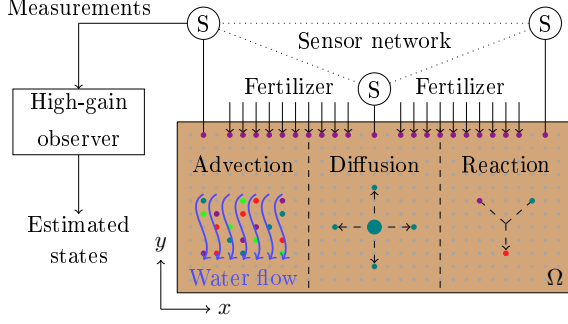 Measurements
S
S
Sensor network
Fertilizer
S
Fertilizer
High-gain
observer
Advection
Diffusion
Reaction
Estimated
states
Water flow
Ω
y
x